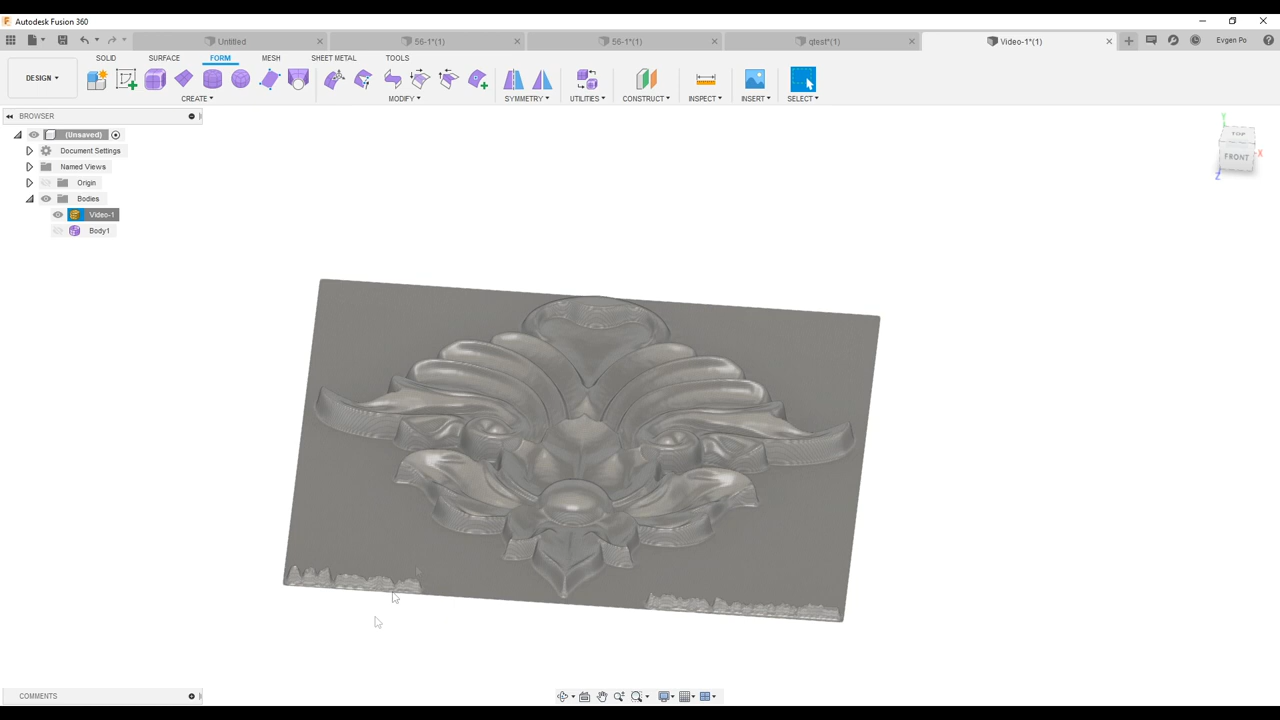 Autodesk Fusion 360
Untitled
56-1*(1)
56-1*(1)
qtest*(1)
Video-1*(1)
Evgen Po
DESIGN
SOLID
SURFACE
FORM
MESH
SHEET METAL
TOOLS
CREATE
MODIFY
SYMMETRY
UTILITIES
CONSTRUCT
INSPECT
INSERT
SELECT
BROWSER
(Unsaved)
Document Settings
Named Views
Origin
Bodies
Video-1
Body1
Y
TOP
X
FRONT
Z
COMMENTS